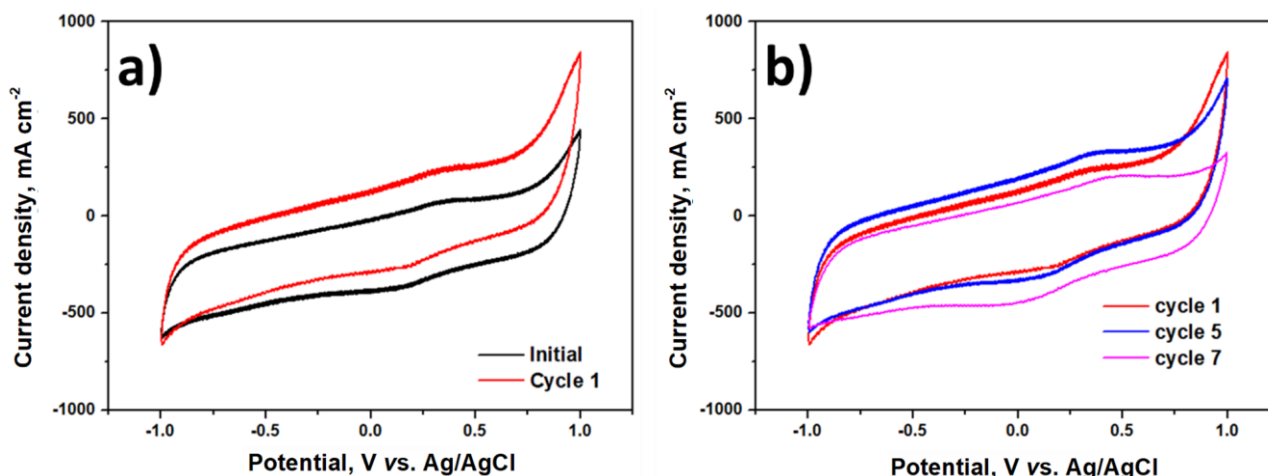 a)
1000
500
0
-500
-1000
Current density, mA cm-2
-1.0 -0.5 0.0 0.5 1.0
Potential, V vs. Ag/AgCl
Initial
Cycle 1
b)
1000
500
0
-500
-1000
Current density, mA cm-2
-1.0 -0.5 0.0 0.5 1.0
Potential, V vs. Ag/AgCl
cycle 1
cycle 5
cycle 7